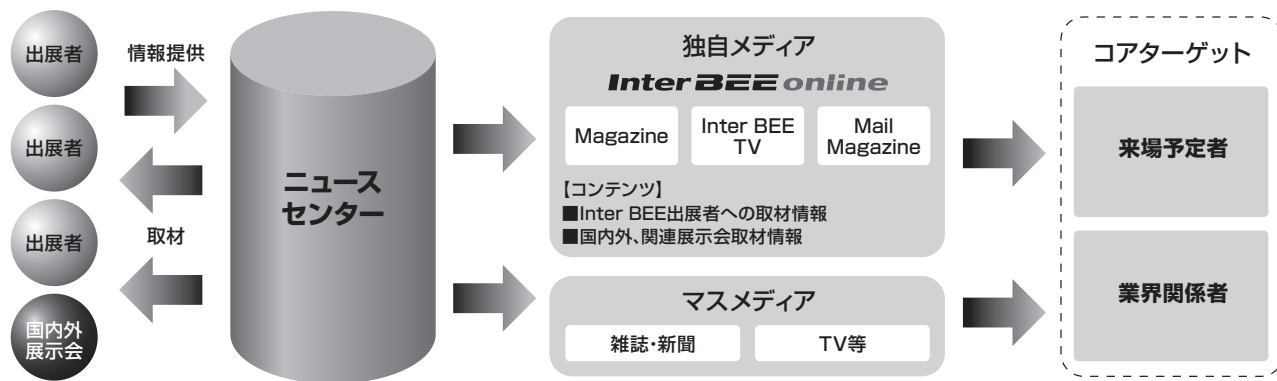 出展者
出展者
出展者
国内外
展示会
情報提供
取材
ニュース
センター
独自メディア
Inter BEE online
Magazine
Inter BEE
TV
Mail
Magazine
【コンテンツ】
■Inter BEE出展者への取材情報
■国内外、関連展示会取材情報
マスメディア
雑誌・新聞
TV等
コアターゲット
来場予定者
業界関係者